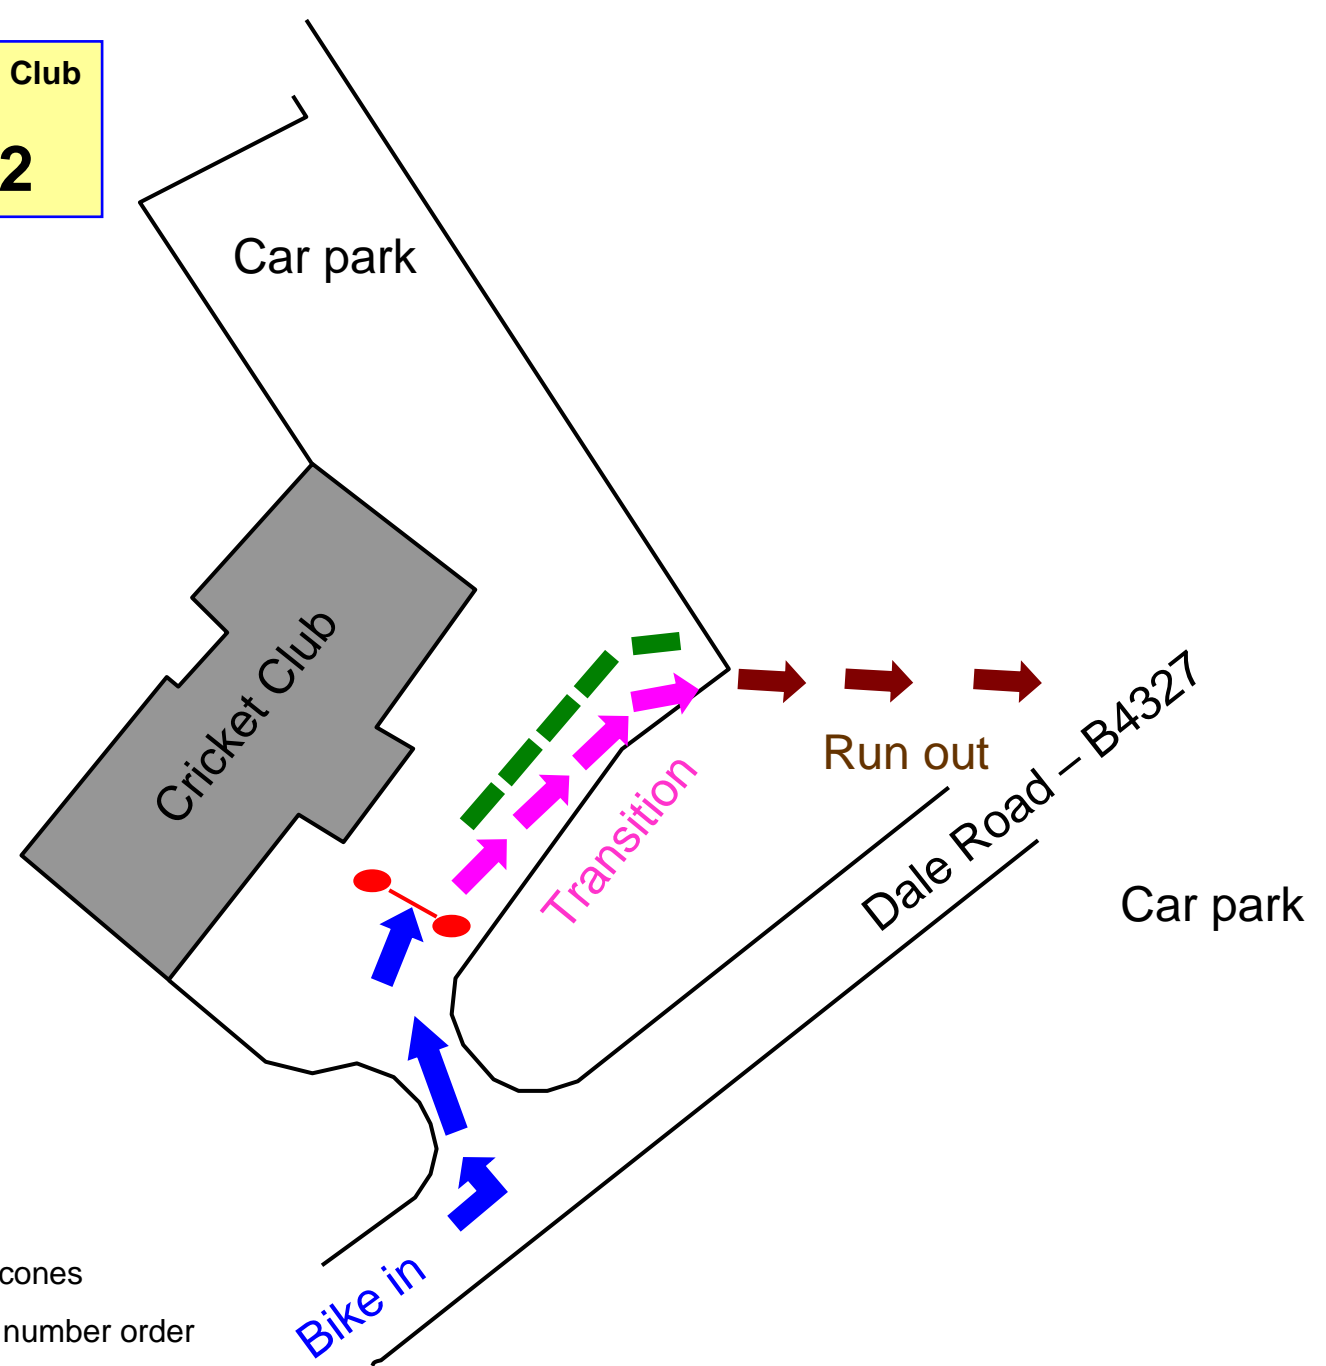 Club
2
Car park
Cricket Club
Transition
Run out
Dale Road – B4327
Car park
Bike in
cones
number order